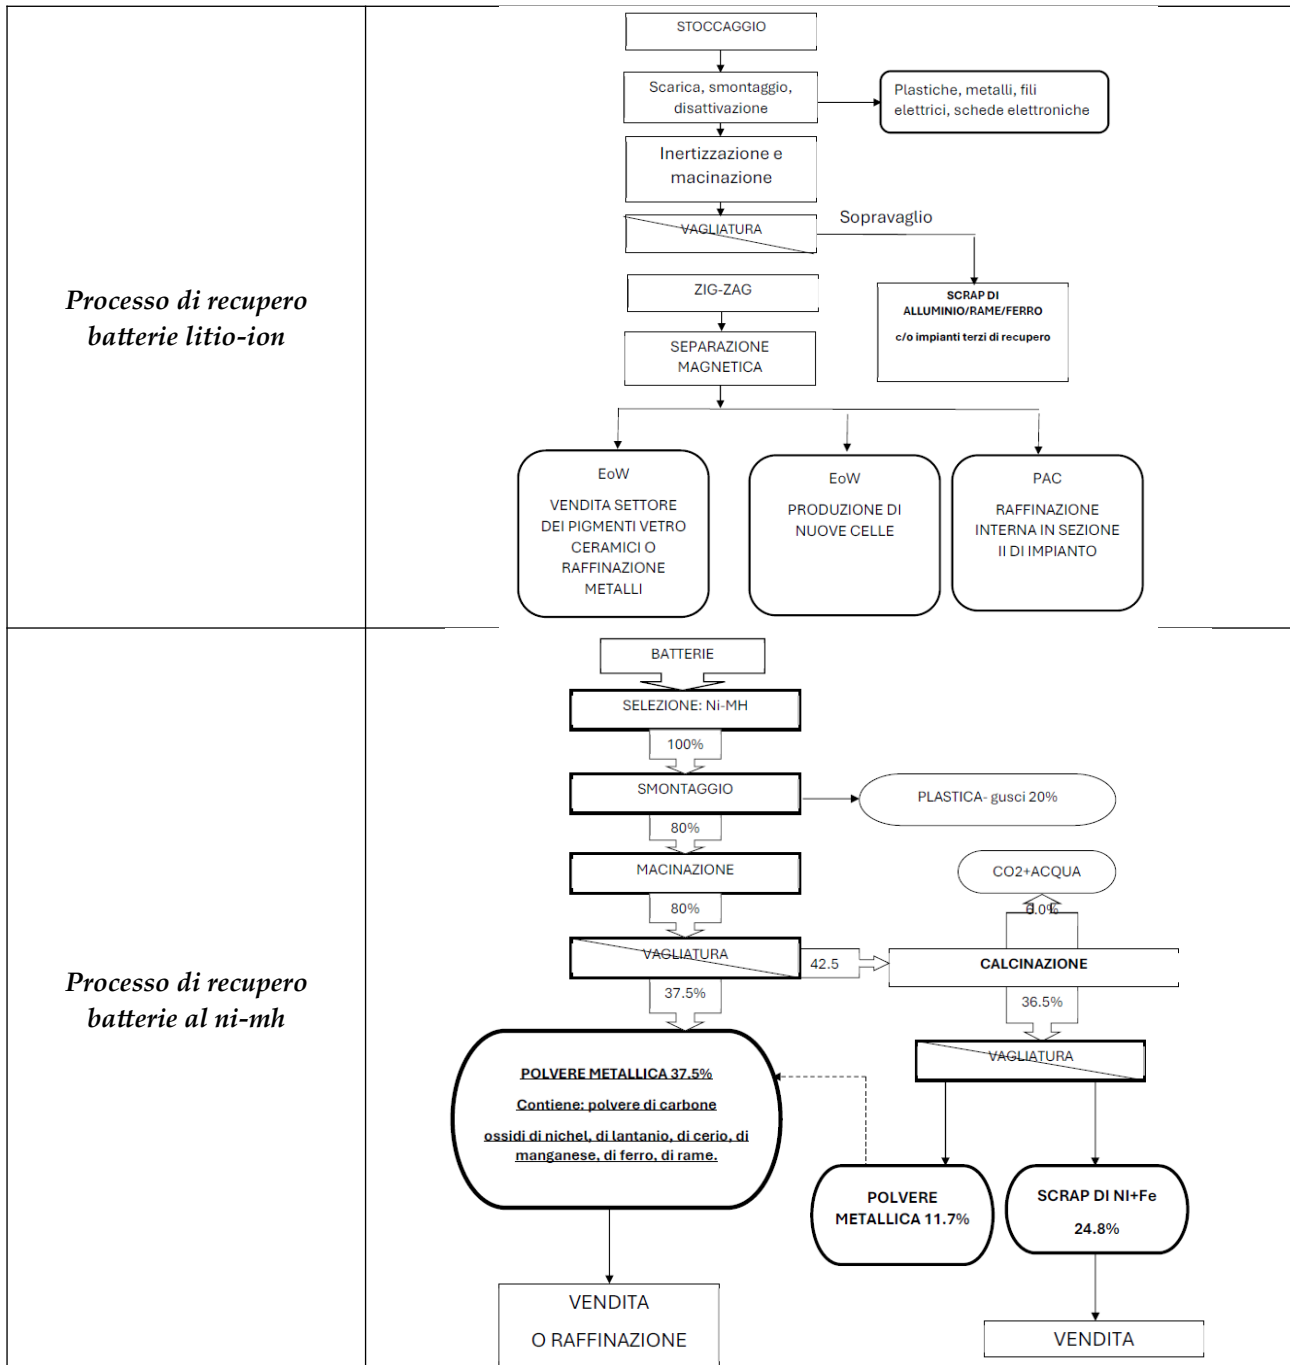 Processo di recupero
batterie litio-ion
STOCCAGGIO
Scarica, smontaggio,
disattivazione
Plastiche, metalli, fili
elettrici, schede elettroniche
Inertizzazione e
macinazione
VAGLIATURA
Sopravaglio
ZIG-ZAG
SCRAP DI
ALLUMINIO/RAME/FERRO
c/o impianti terzi di recupero
SEPARAZIONE
MAGNETICA
EoW
VENDITA SETTORE
DEI PIGMENTI VETRO
CERAMICI O
RAFFINAZIONE
METALLI
EoW
PRODUZIONE DI
NUOVE CELLE
PAC
RAFFINAZIONE
INTERNA IN SEZIONE
II DI IMPIANTO
Processo di recupero
batterie al ni-mh
BATTERIE
SELEZIONE: Ni-MH
100%
SMONTAGGIO
PLASTICA- gusci 20%
80%
MACINAZIONE
CO2+ACQUA
80%
6.0%
VAGLIATURA
42.5
CALCINAZIONE
37.5%
36.5%
VAGLIATURA
POLVERE METALLICA 37.5%
Contiene: polvere di carbone
ossidi di nichel, di lantanio, di cerio, di
manganese, di ferro, di rame.
POLVERE
METALLICA 11.7%
SCRAP DI NI+Fe
24.8%
VENDITA
O RAFFINAZIONE
VENDITA